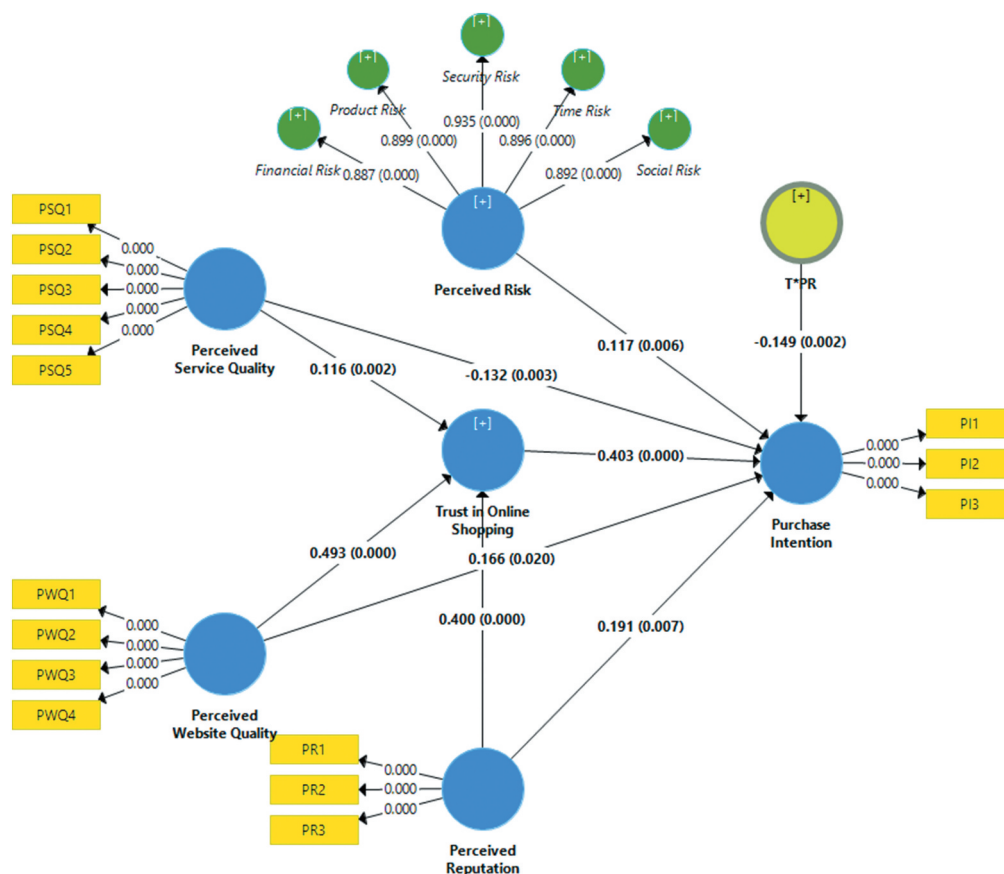 [+]
[+]
Security Risk
[+]
[+]
Product Risk
Time Risk
[+]
[+]
0.935 (0.000)
0.899 (0.000)
0.896 (0.000)
Financial Risk
0.887 (0.000)
0.892 (0.000)
Social Risk
[+]
Perceived Risk
[+]
T*PR
PSQ1
PSQ2
PSQ3
PSQ4
PSQ5
0.000
0.000
0.000
0.000
0.000
Perceived
Service Quality
0.116 (0.002)
-0.132 (0.003)
0.117 (0.006)
-0.149 (0.002)
[+]
Trust in Online
Shopping
0.403 (0.000)
0.000
0.000
0.000
PI1
PI2
PI3
Purchase
Intention
0.493 (0.000)
0.166 (0.020)
0.400 (0.000)
0.191 (0.007)
PWQ1
PWQ2
PWQ3
PWQ4
0.000
0.000
0.000
0.000
Perceived
Website Quality
PR1
PR2
PR3
0.000
0.000
0.000
Perceived
Reputation